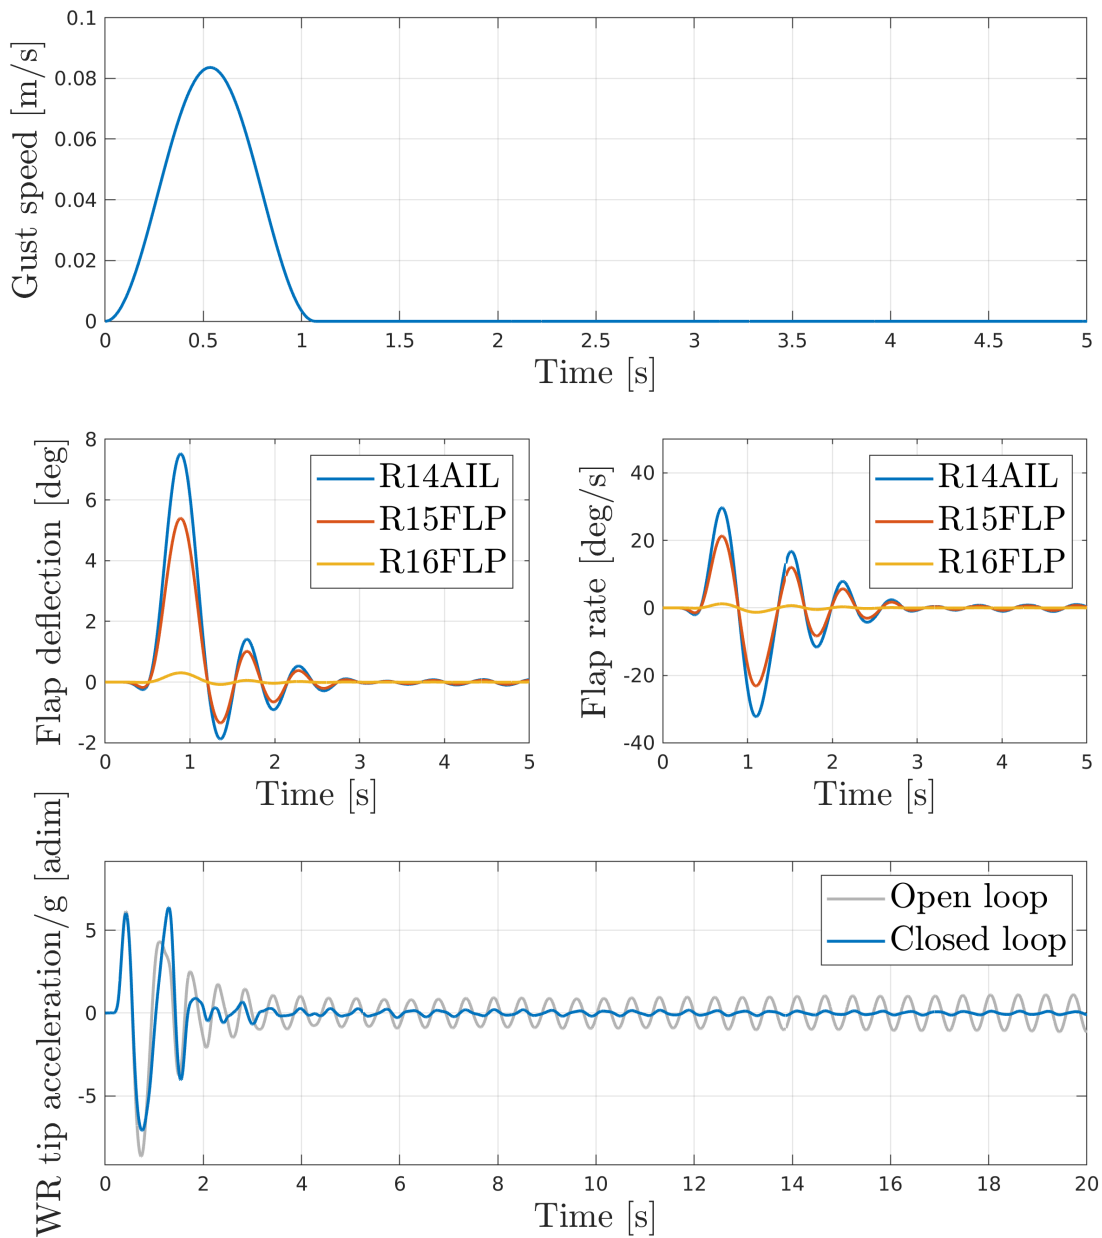 0.1
0.08
0.06
0.04
0.02
0
Gust speed [m/s]
0 0.5 1 1.5 2 2.5 3 3.5 4 4.5 5
Time [s]
8
6
4
2
0
-2
Flap deflection [deg]
R14AIL
R15FLP
R16FLP
0 1 2 3 4 5
Time [s]
40
20
0
-20
-40
Flap rate [deg/s]
R14AIL
R15FLP
R16FLP
0 1 2 3 4 5
Time [s]
5
0
-5
WR tip acceleration/g [adim]
Open loop
Closed loop
0 2 4 6 8 10 12 14 16 18 20
Time [s]